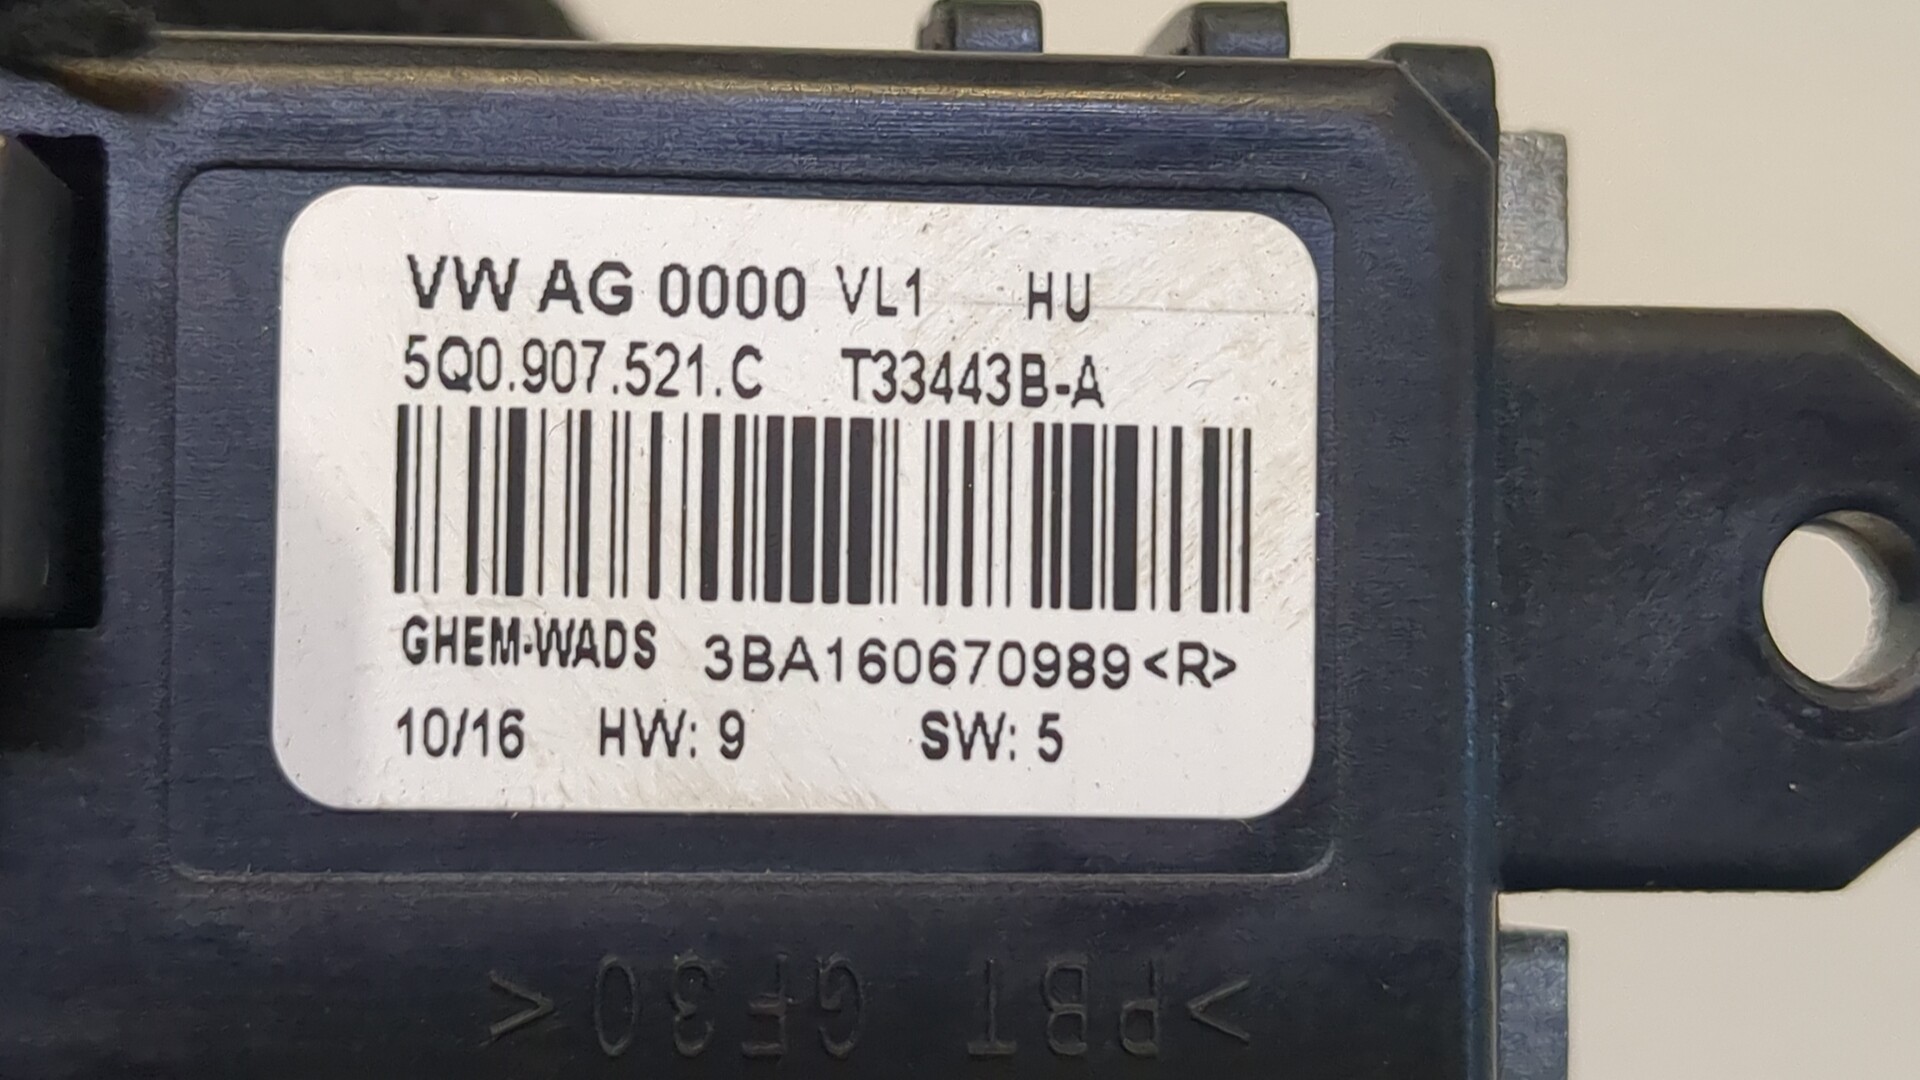 VW AG 0000 VL1 HU
5Q0.907.521.C T33443B-A
GHEM-WADS 3BA160670989<R>
10/16 HW: 9 SW: 5
>PBT GF30<